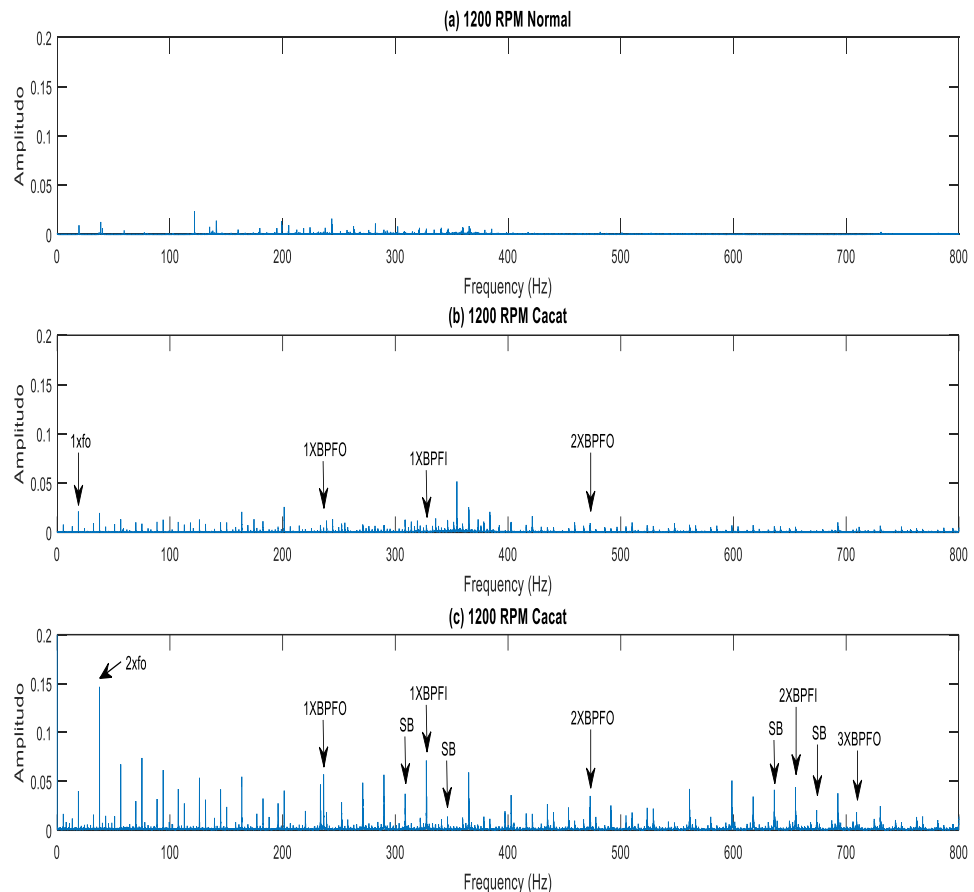 (a) 1200 RPM Normal
0.2
0.15
0.1
0.05
0
Amplitudo
0 100 200 300 400 500 600 700 800
Frequency (Hz)
(b) 1200 RPM Cacat
0.2
0.15
0.1
0.05
0
Amplitudo
1xfo
1XBPFO
1XBPFI
2XBPFO
0 100 200 300 400 500 600 700 800
Frequency (Hz)
(c) 1200 RPM Cacat
0.2
0.15
0.1
0.05
0
Amplitudo
2xfo
1XBPFO
SB
1XBPFI
SB
2XBPFO
SB
2XBPFI
SB
3XBPFO
0 100 200 300 400 500 600 700 800
Frequency (Hz)